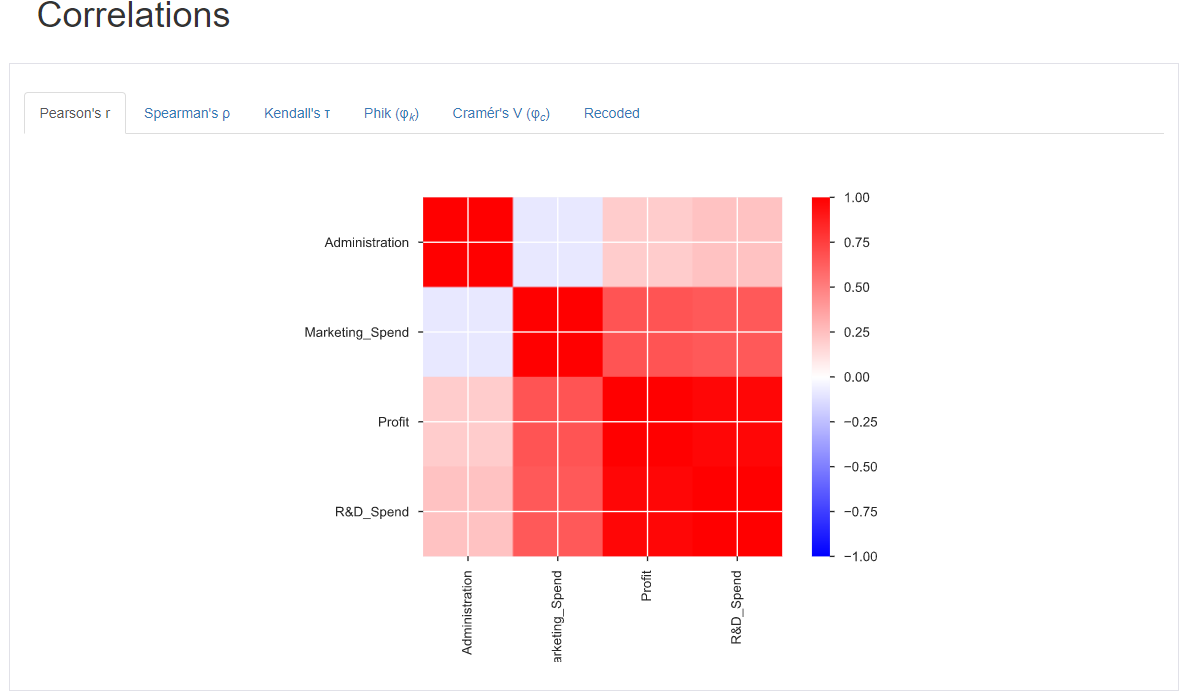 Correlations
Pearson's r Spearman's ρ Kendall's τ Phik (φk) Cramér's V (φc) Recoded
1.00
0.75
0.50
0.25
0.00
−0.25
−0.50
−0.75
−1.00
Administration
Marketing_Spend
Profit
R&D_Spend
Administration
arketing_Spend
Profit
R&D_Spend